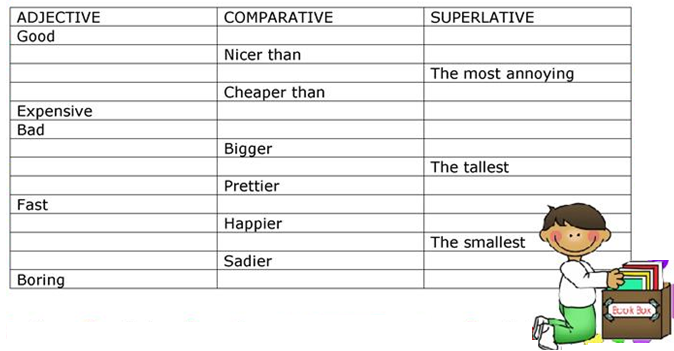 ADJECTIVE COMPARATIVE SUPERLATIVE
Good
Nicer than
The most annoying
Cheaper than
Expensive
Bad
Bigger
The tallest
Prettier
Fast
Happier
The smallest
Sadier
Boring
Book Box